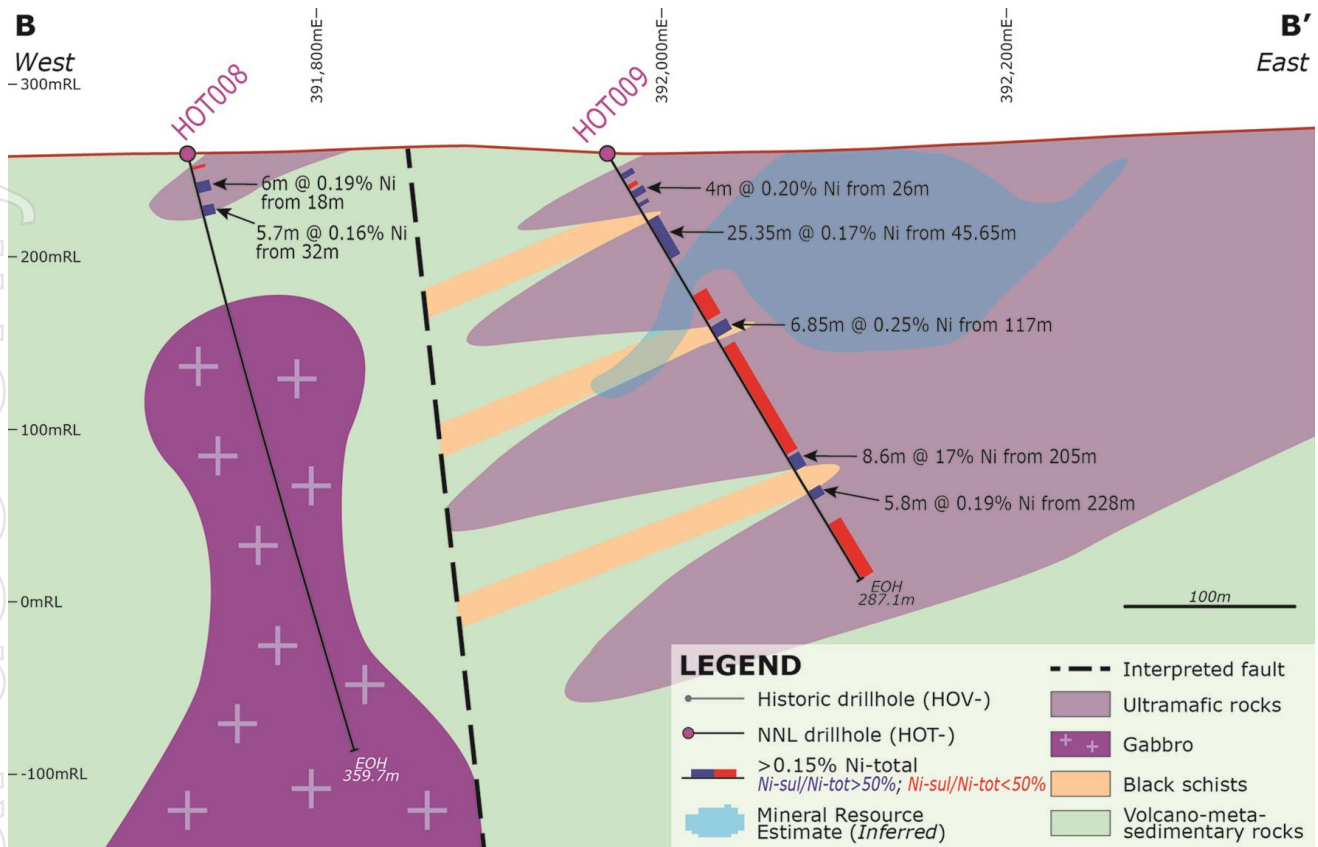 B
West
B'
East
391,800mE
392,000mE
392,200mE
300mRL
200mRL
100mRL
0mRL
-100mRL
HOT008
HOT009
6m @ 0.19% Ni
from 18m
5.7m @ 0.16% Ni
from 32m
4m @ 0.20% Ni from 26m
25.35m @ 0.17% Ni from 45.65m
6.85m @ 0.25% Ni from 117m
8.6m @ 17% Ni from 205m
5.8m @ 0.19% Ni from 228m
EOH
287.1m
EOH
359.7m
100m
LEGEND
Historic drillhole (HOV-)
NNL drillhole (HOT-)
>0.15% Ni-total
Ni-sul/Ni-tot>50%; Ni-sul/Ni-tot<50%
Mineral Resource
Estimate (Inferred)
Interpreted fault
Ultramafic rocks
Gabbro
Black schists
Volcano-meta-
sedimentary rocks